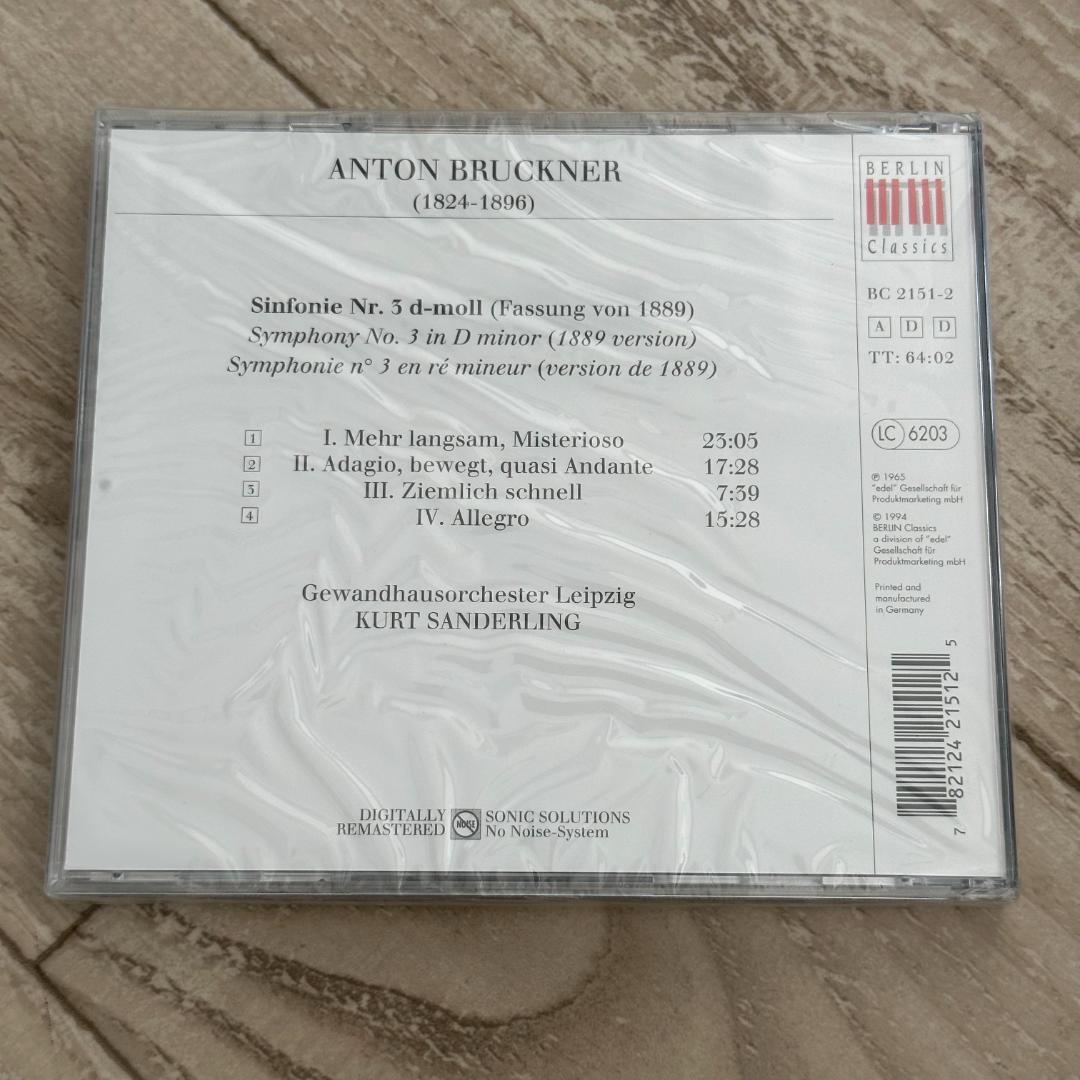 ANTON BRUCKNER
(1824-1896)
Sinfonie Nr. 3 d-moll (Fassung von 1889)
Symphony No. 3 in D minor (1889 version)
Symphonie n° 3 en ré mineur (version de 1889)
1 I. Mehr langsam, Misterioso 23:05
2 II. Adagio, bewegt, quasi Andante 17:28
3 III. Ziemlich schnell 7:39
4 IV. Allegro 15:28
Gewandhausorchester Leipzig
KURT SANDERLING
DIGITALLY
REMASTERED
NOISE
SONIC SOLUTIONS
No Noise-System
BERLIN
Classics
BC 2151-2
A D D
TT: 64:02
LC 6203
℗ 1965
"edel" Gesellschaft für
Produktmarketing mbH
© 1994
BERLIN Classics
a division of "edel"
Gesellschaft für
Produktmarketing mbH
Printed and
manufactured
in Germany
7 82124 21512 5